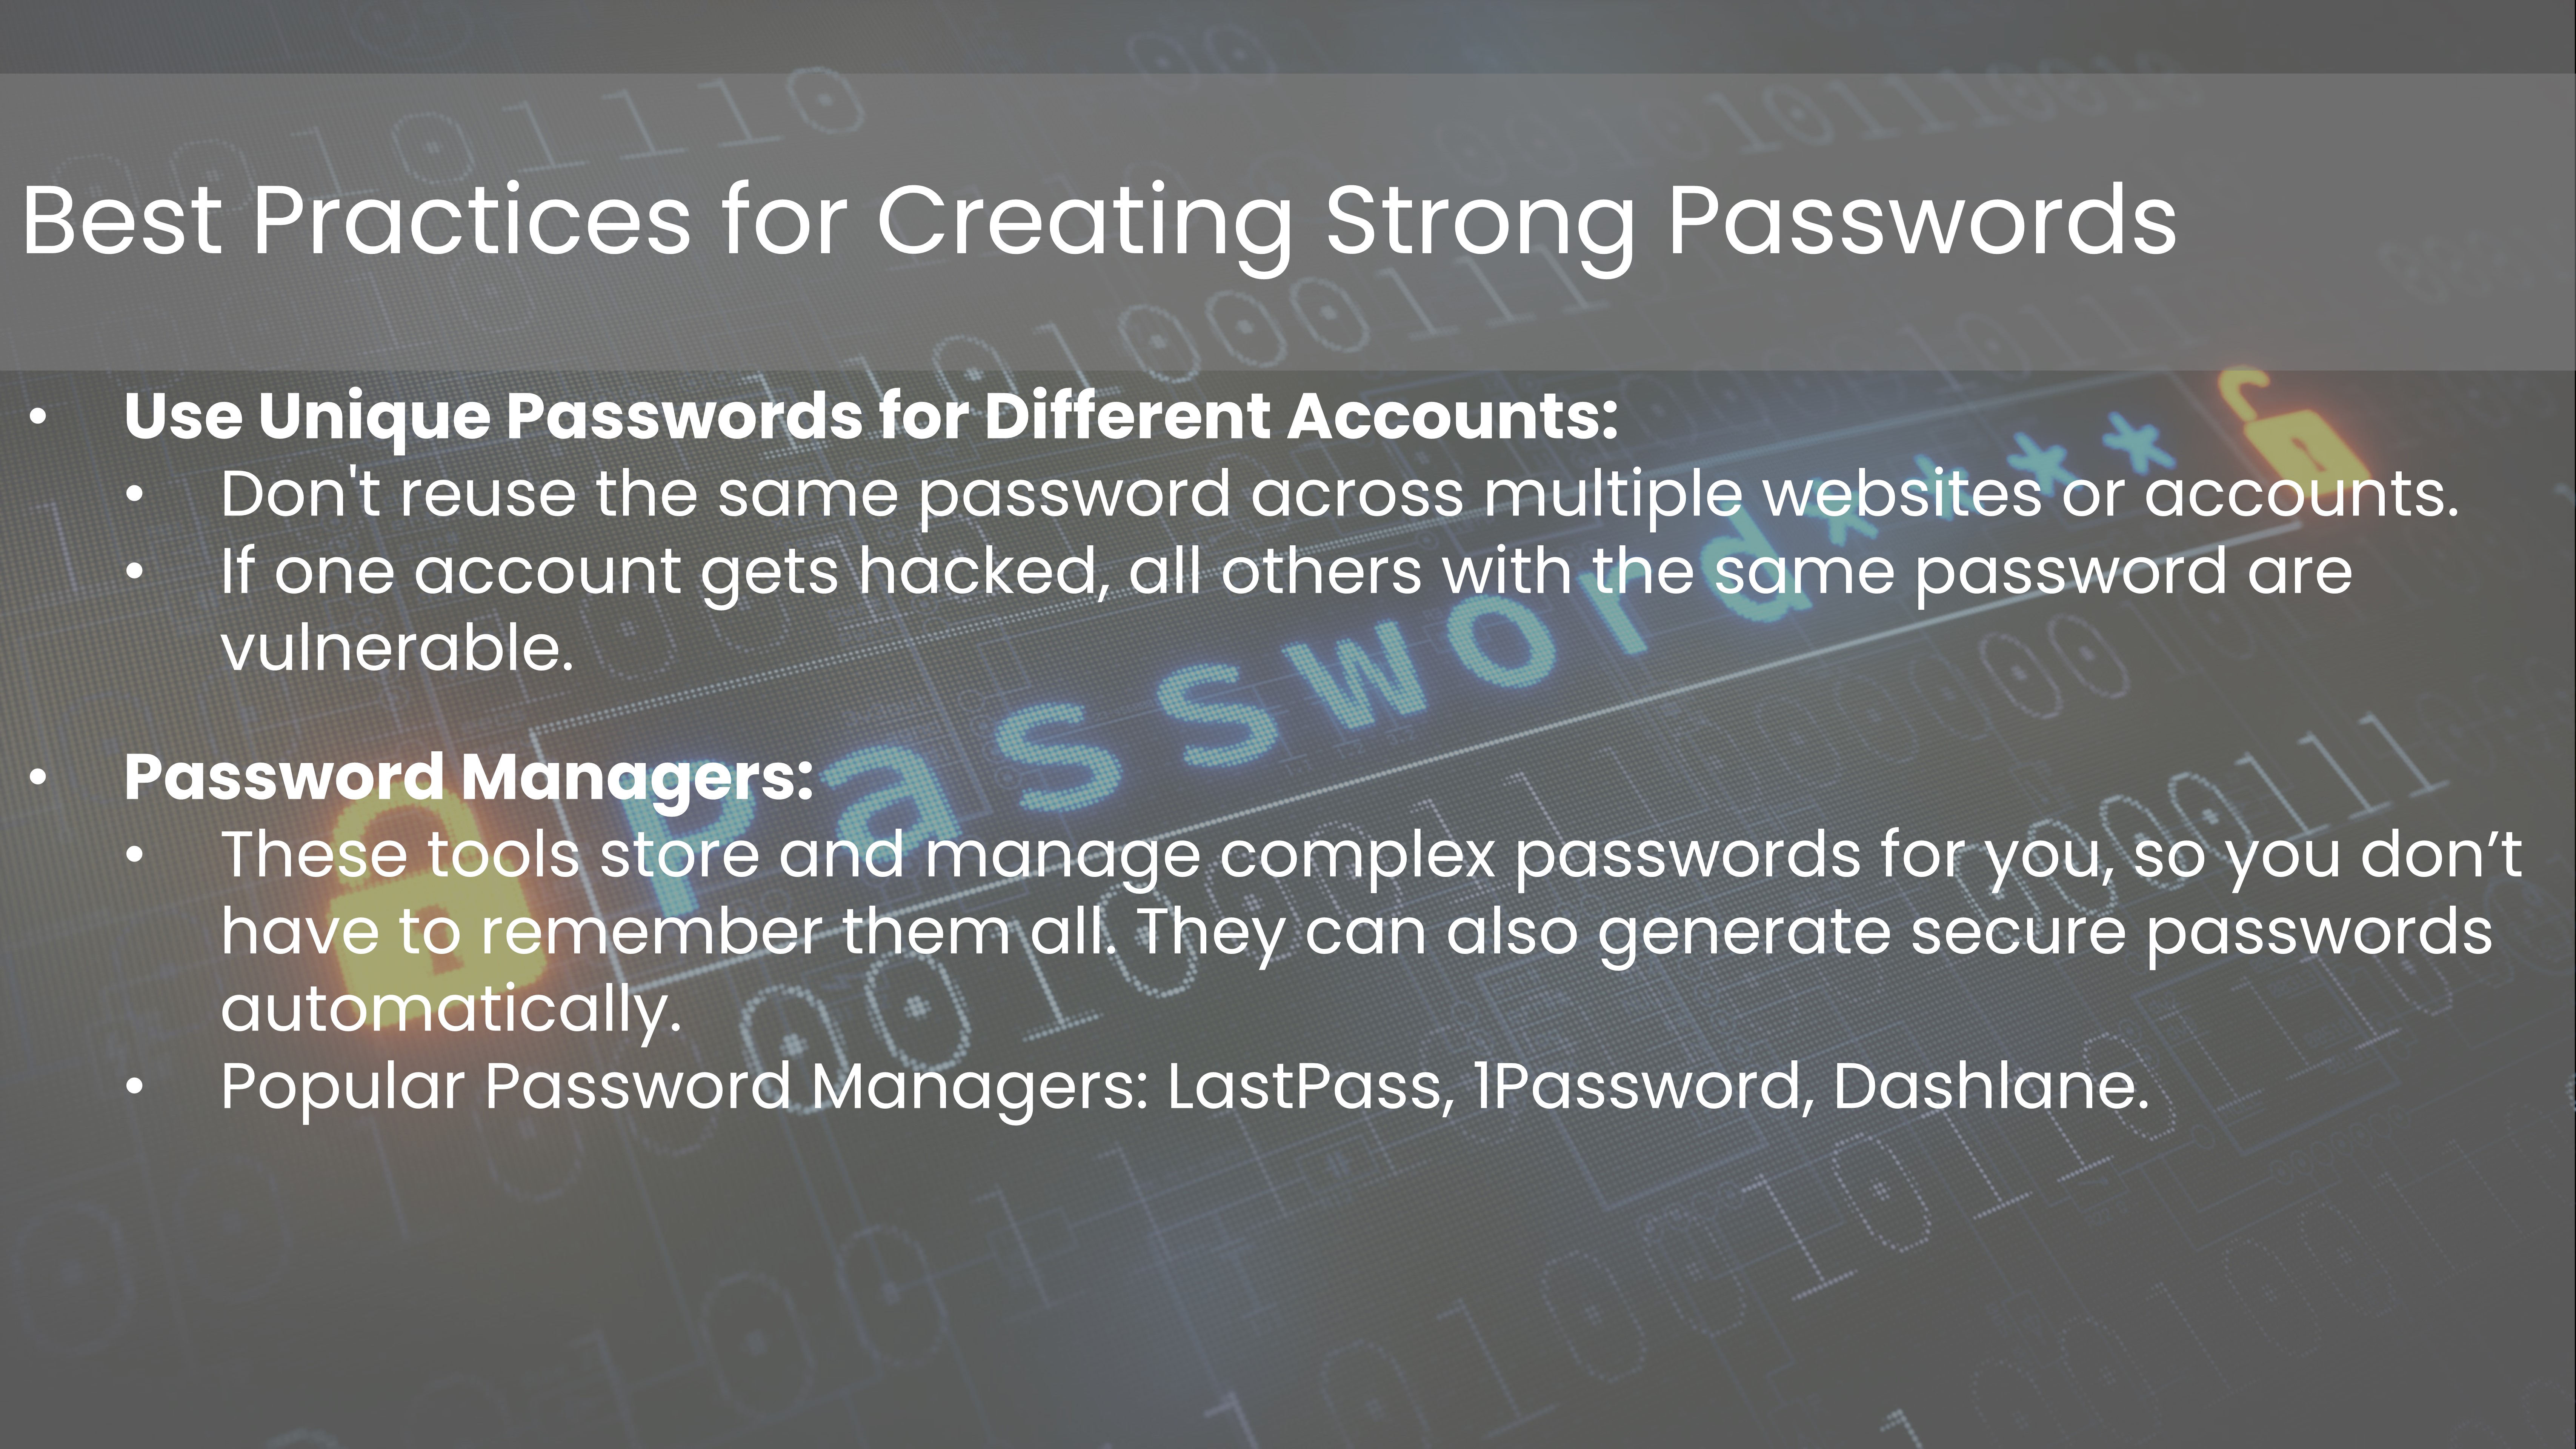 Best Practices for Creating Strong Passwords
• Use Unique Passwords for Different Accounts:
• Don't reuse the same password across multiple websites or accounts.
• If one account gets hacked, all others with the same password are
vulnerable.
• Password Managers:
• These tools store and manage complex passwords for you, so you don’t
have to remember them all. They can also generate secure passwords
automatically.
• Popular Password Managers: LastPass, 1Password, Dashlane.
Password****